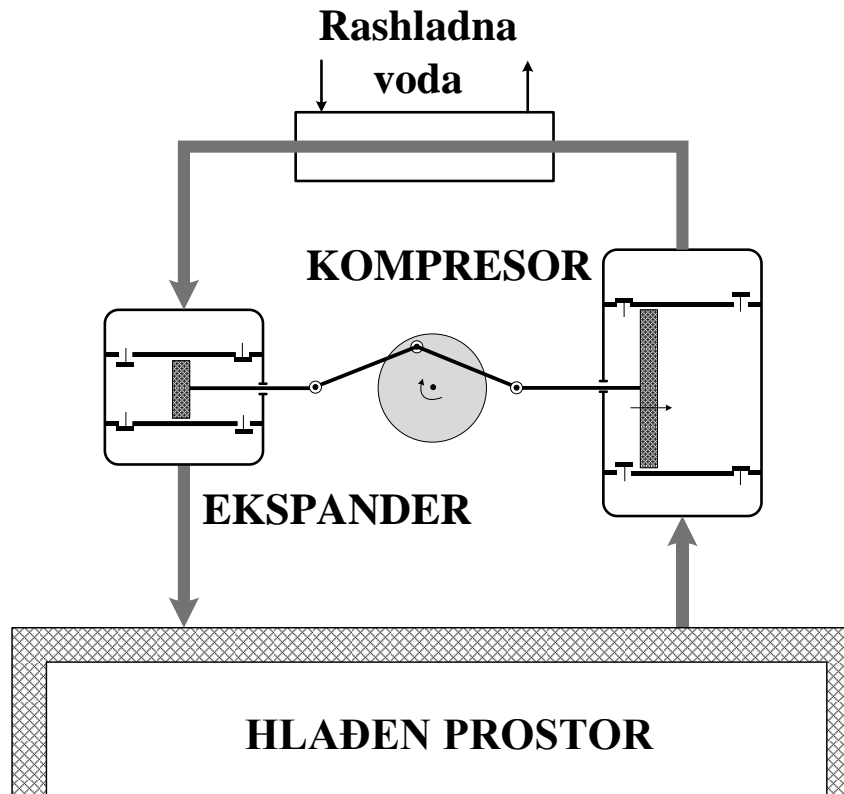 Rashladna
voda
KOMPRESOR
EKSPANDER
HLAĐEN PROSTOR